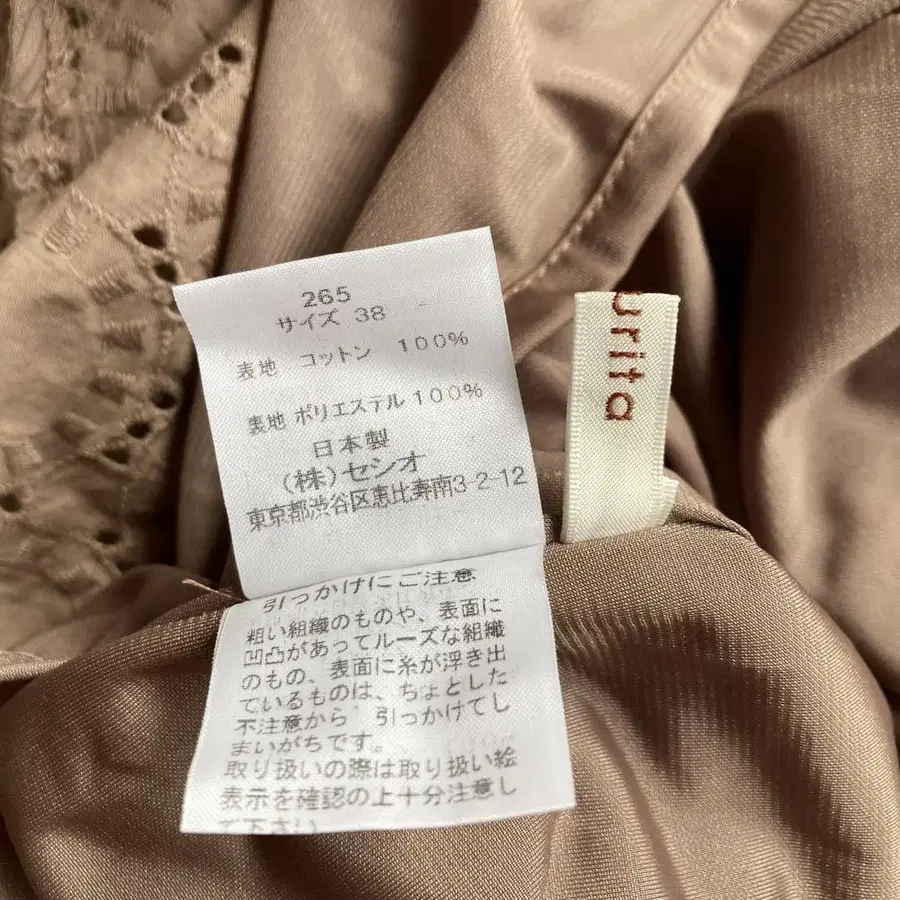 265
サイズ 38
表地 コットン 100%
裏地 ポリエステル 100%
日本製
(株)セシオ
東京都渋谷区恵比寿南3-2-12
引っかけにご注意
粗い組織のものや、表面に
凹凸があってルーズな組織
のもの、表面に糸が浮き出
ているものは、ちょとした
不注意から 引っかけてし
まいがちです。
取り扱いの際は取り扱い絵
表示を確認の上十分注意し
て下さい
urita